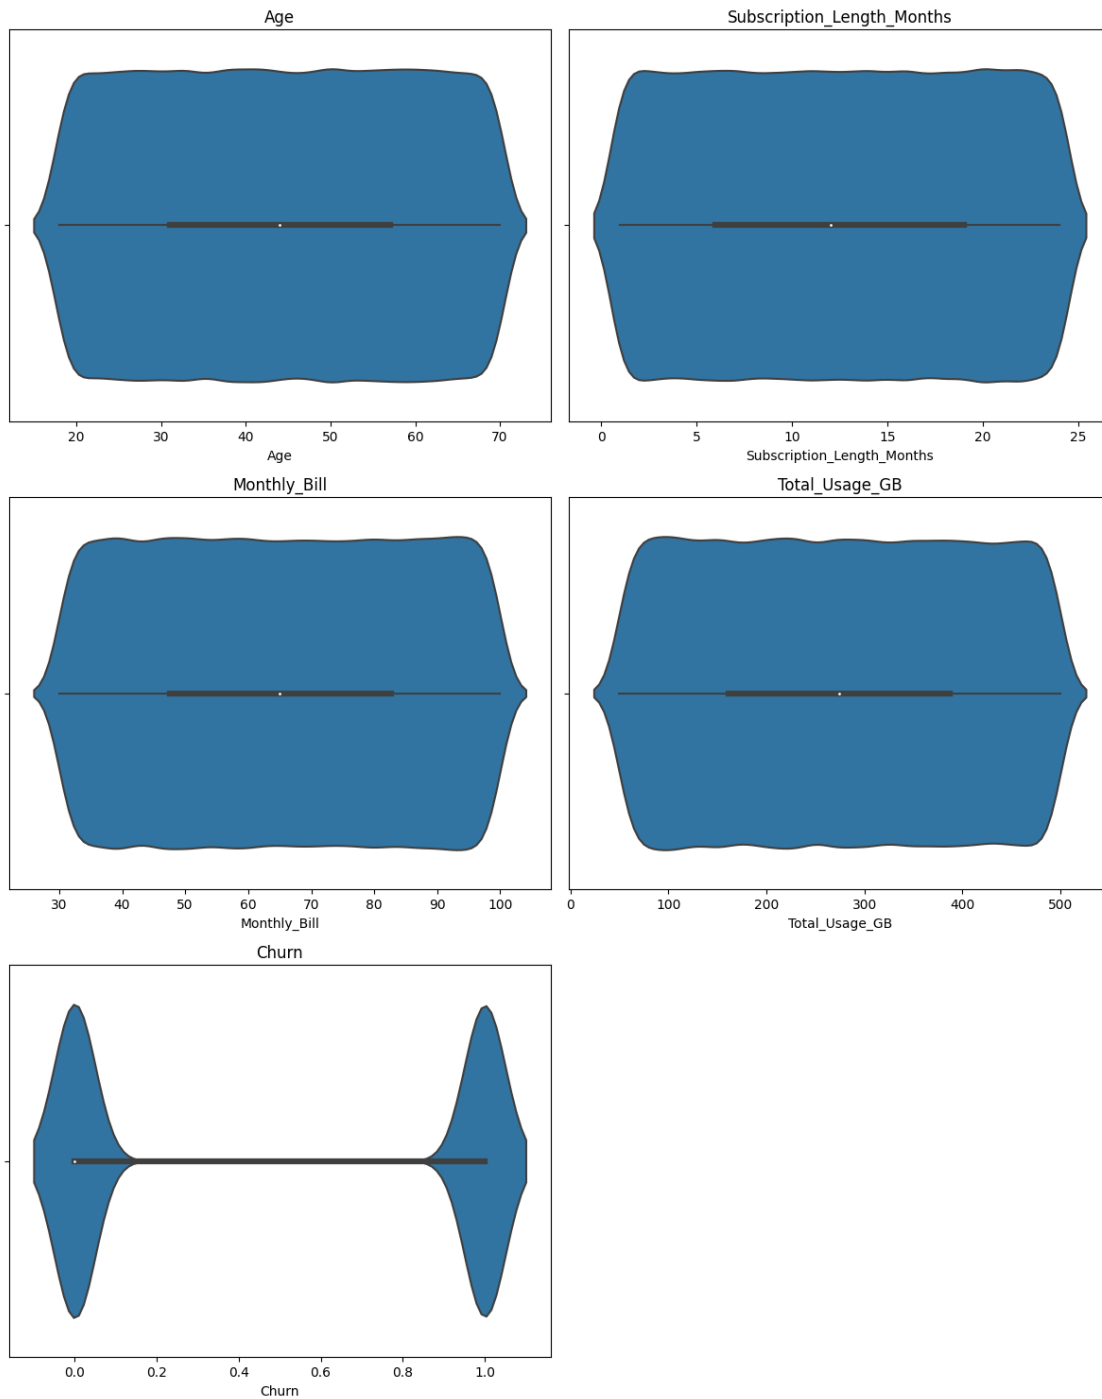 Age
20 30 40 50 60 70
Age
Subscription_Length_Months
0 5 10 15 20 25
Subscription_Length_Months
Monthly_Bill
30 40 50 60 70 80 90 100
Monthly_Bill
Total_Usage_GB
0 100 200 300 400 500
Total_Usage_GB
Churn
0.0 0.2 0.4 0.6 0.8 1.0
Churn